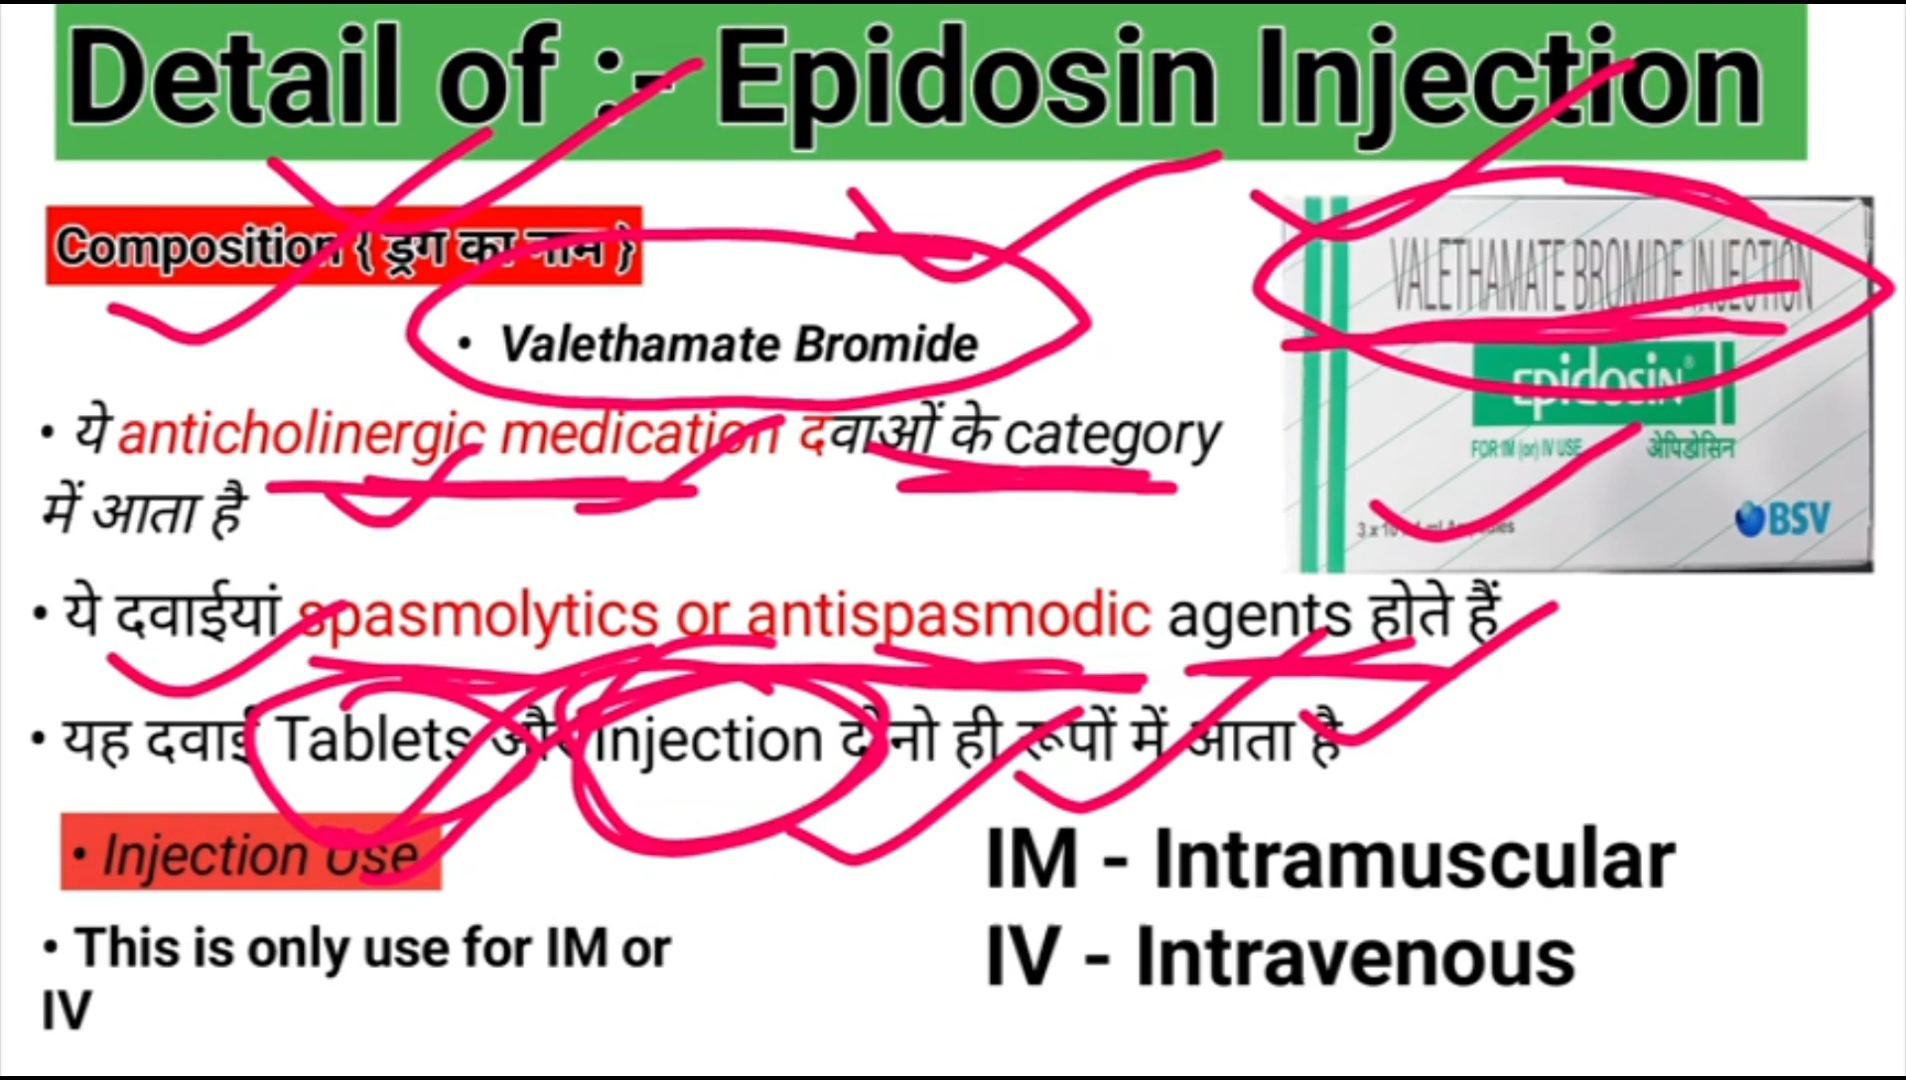 Detail of :- Epidosin Injection
Composition { ड्रग का नाम }
• Valethamate Bromide
• ये anticholinergic medication दवाओं के category
में आता है
VALETHAMATE BROMIDE INJECTION
Epidosin®
FOR IM (or) IV USE
ऐपिडोसिन
BSV
• ये दवाईयां spasmolytics or antispasmodic agents होते हैं
• यह दवाई Tablets और Injection दोनो ही रूपों में आता है
• Injection Use
• This is only use for IM or
IV
IM - Intramuscular
IV - Intravenous